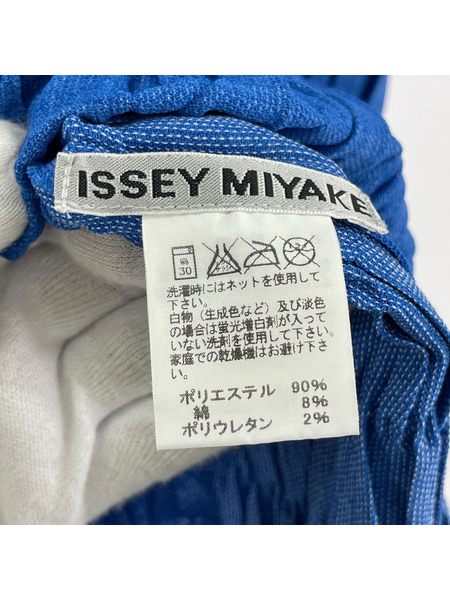 ISSEY MIYAKE
30
洗濯時にはネットを使用して
下さい。
白物（生成色など）及び淡色
の場合は蛍光増白剤が入って
いない洗剤を使用して下さい。
家庭での乾燥機はお避け下さ
い。
ポリエステル 90%
綿 8%
ポリウレタン 2%